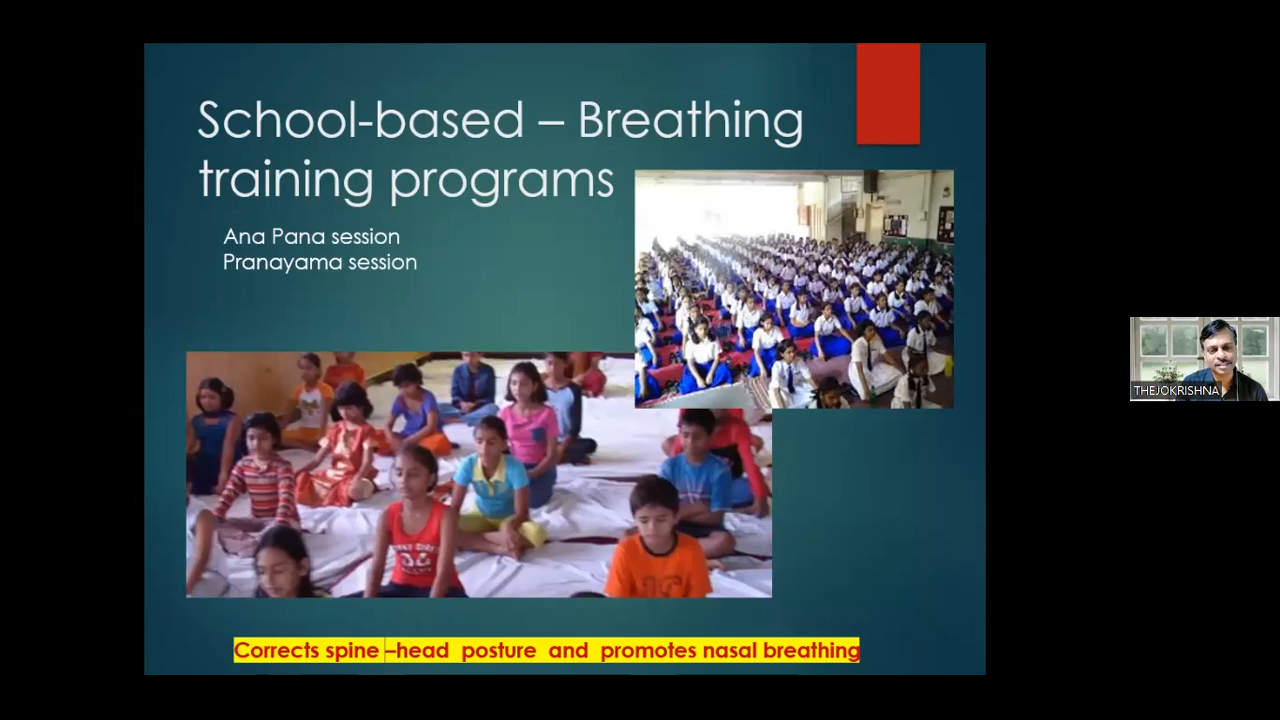 School-based – Breathing
training programs
Ana Pana session
Pranayama session
THEJOKRISHNA
Corrects spine –head posture and promotes nasal breathing